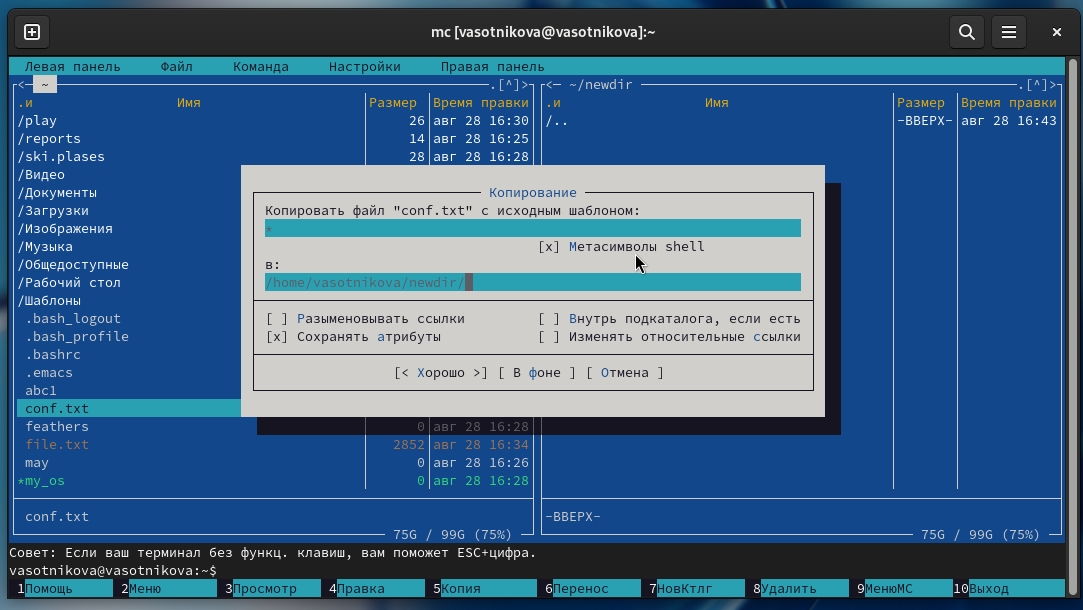 mc [vasotnikova@vasotnikova]:~
Левая панель Файл Команда Настройки Правая панель
<— ~ .[^]> <— ~/newdir .[^]>
.и Имя Размер Время правки .и Имя Размер Время правки
/play 26 авг 28 16:30 /.. -ВВЕРХ- авг 28 16:43
/reports 14 авг 28 16:25
/ski.plases 28 авг 28 16:28
/Видео
/Документы
/Загрузки
/Изображения
/Музыка
/Общедоступные
/Рабочий стол
/Шаблоны
.bash_logout
.bash_profile
.bashrc
.emacs
abc1
conf.txt
feathers 0 авг 28 16:28
file.txt 2852 авг 28 16:34
may 0 авг 28 16:26
*my_os 0 авг 28 16:28
Копирование
Копировать файл "conf.txt" с исходным шаблоном:
*
[x] Метасимволы shell
в:
/home/vasotnikova/newdir/
[ ] Разыменовывать ссылки [ ] Внутрь подкаталога, если есть
[x] Сохранять атрибуты [ ] Изменять относительные ссылки
[< Хорошо >] [ В фоне ] [ Отмена ]
conf.txt -ВВЕРХ-
75G / 99G (75%) 75G / 99G (75%)
Совет: Если ваш терминал без функц. клавиш, вам поможет ESC+цифра.
vasotnikova@vasotnikova:~$
1Помощь 2Меню 3Просмотр 4Правка 5Копия 6Перенос 7НовКтлг 8Удалить 9МенюMC 10Выход